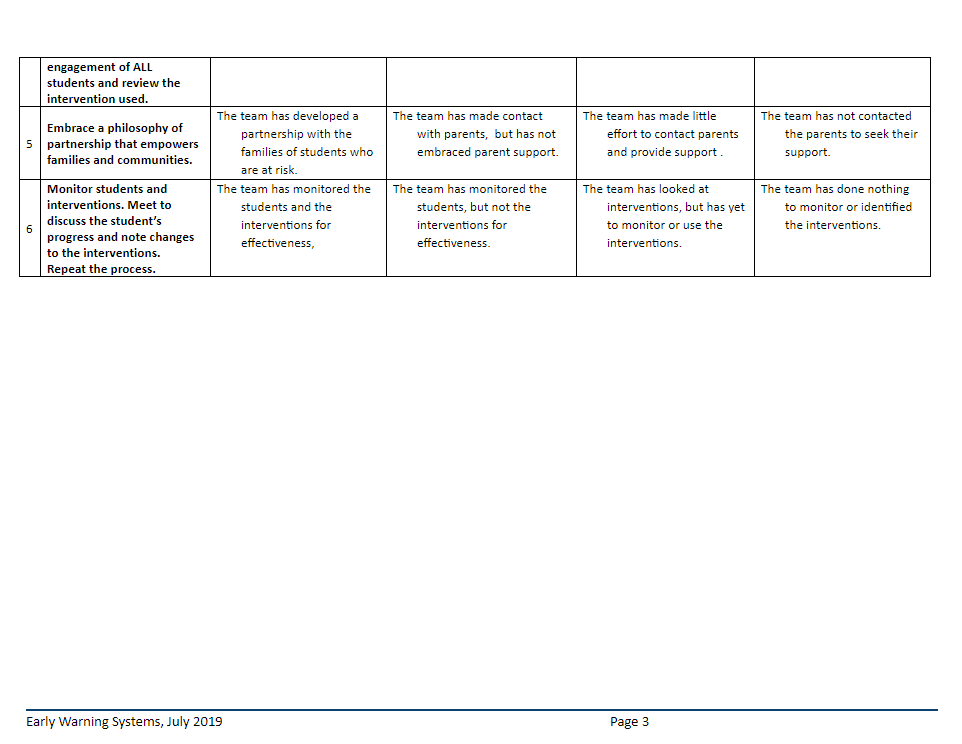 engagement of ALL
students and review the
intervention used.
5
Embrace a philosophy of
partnership that empowers
families and communities.
The team has developed a
partnership with the
families of students who
are at risk.
The team has made contact
with parents,  but has not
embraced parent support.
The team has made little
effort to contact parents
and provide support .
The team has not contacted
the parents to seek their
support.
6
Monitor students and
interventions. Meet to
discuss the student’s
progress and note changes
to the interventions.
Repeat the process.
The team has monitored the
students and the
interventions for
effectiveness,
The team has monitored the
students, but not the
interventions for
effectiveness.
The team has looked at
interventions, but has yet
to monitor or use the
interventions.
The team has done nothing
to monitor or identified
the interventions.
Early Warning Systems, July 2019
Page 3